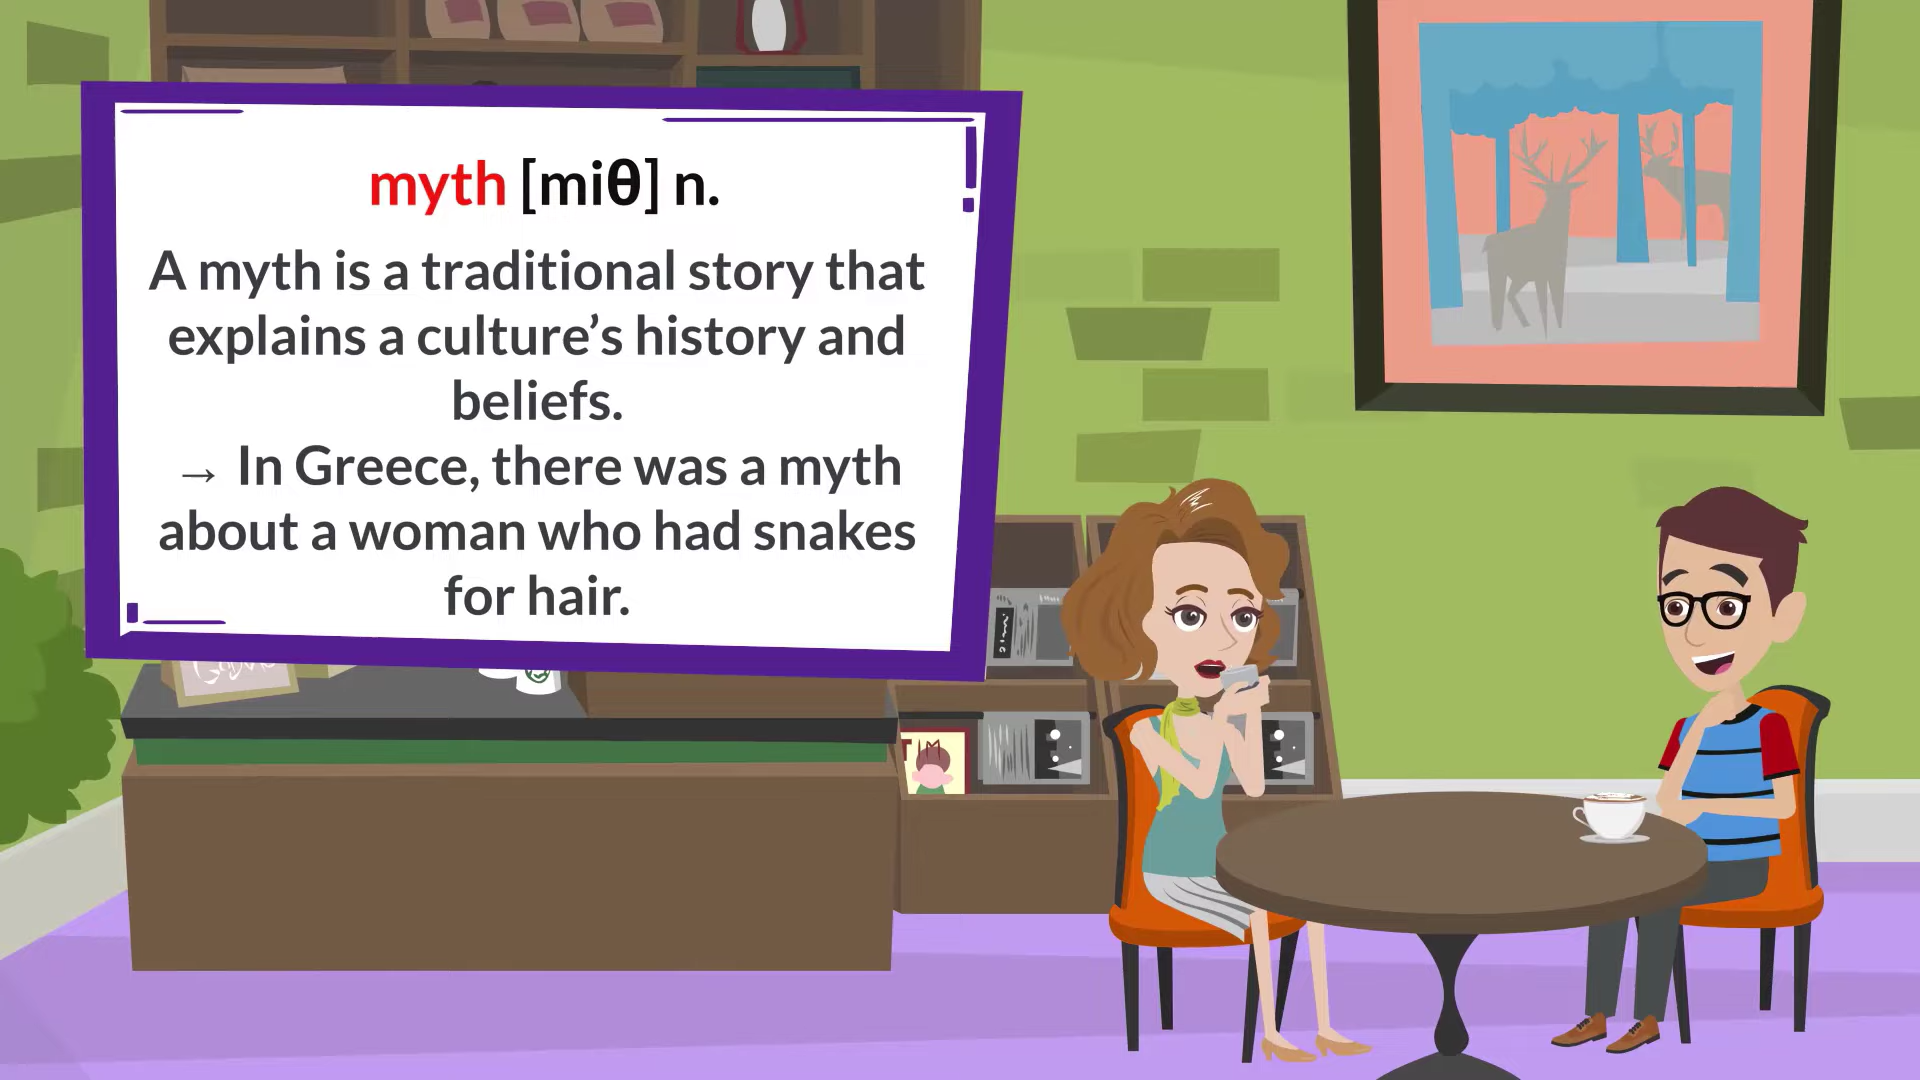 myth [miθ] n.
A myth is a traditional story that
explains a culture’s history and
beliefs.
→ In Greece, there was a myth
about a woman who had snakes
for hair.